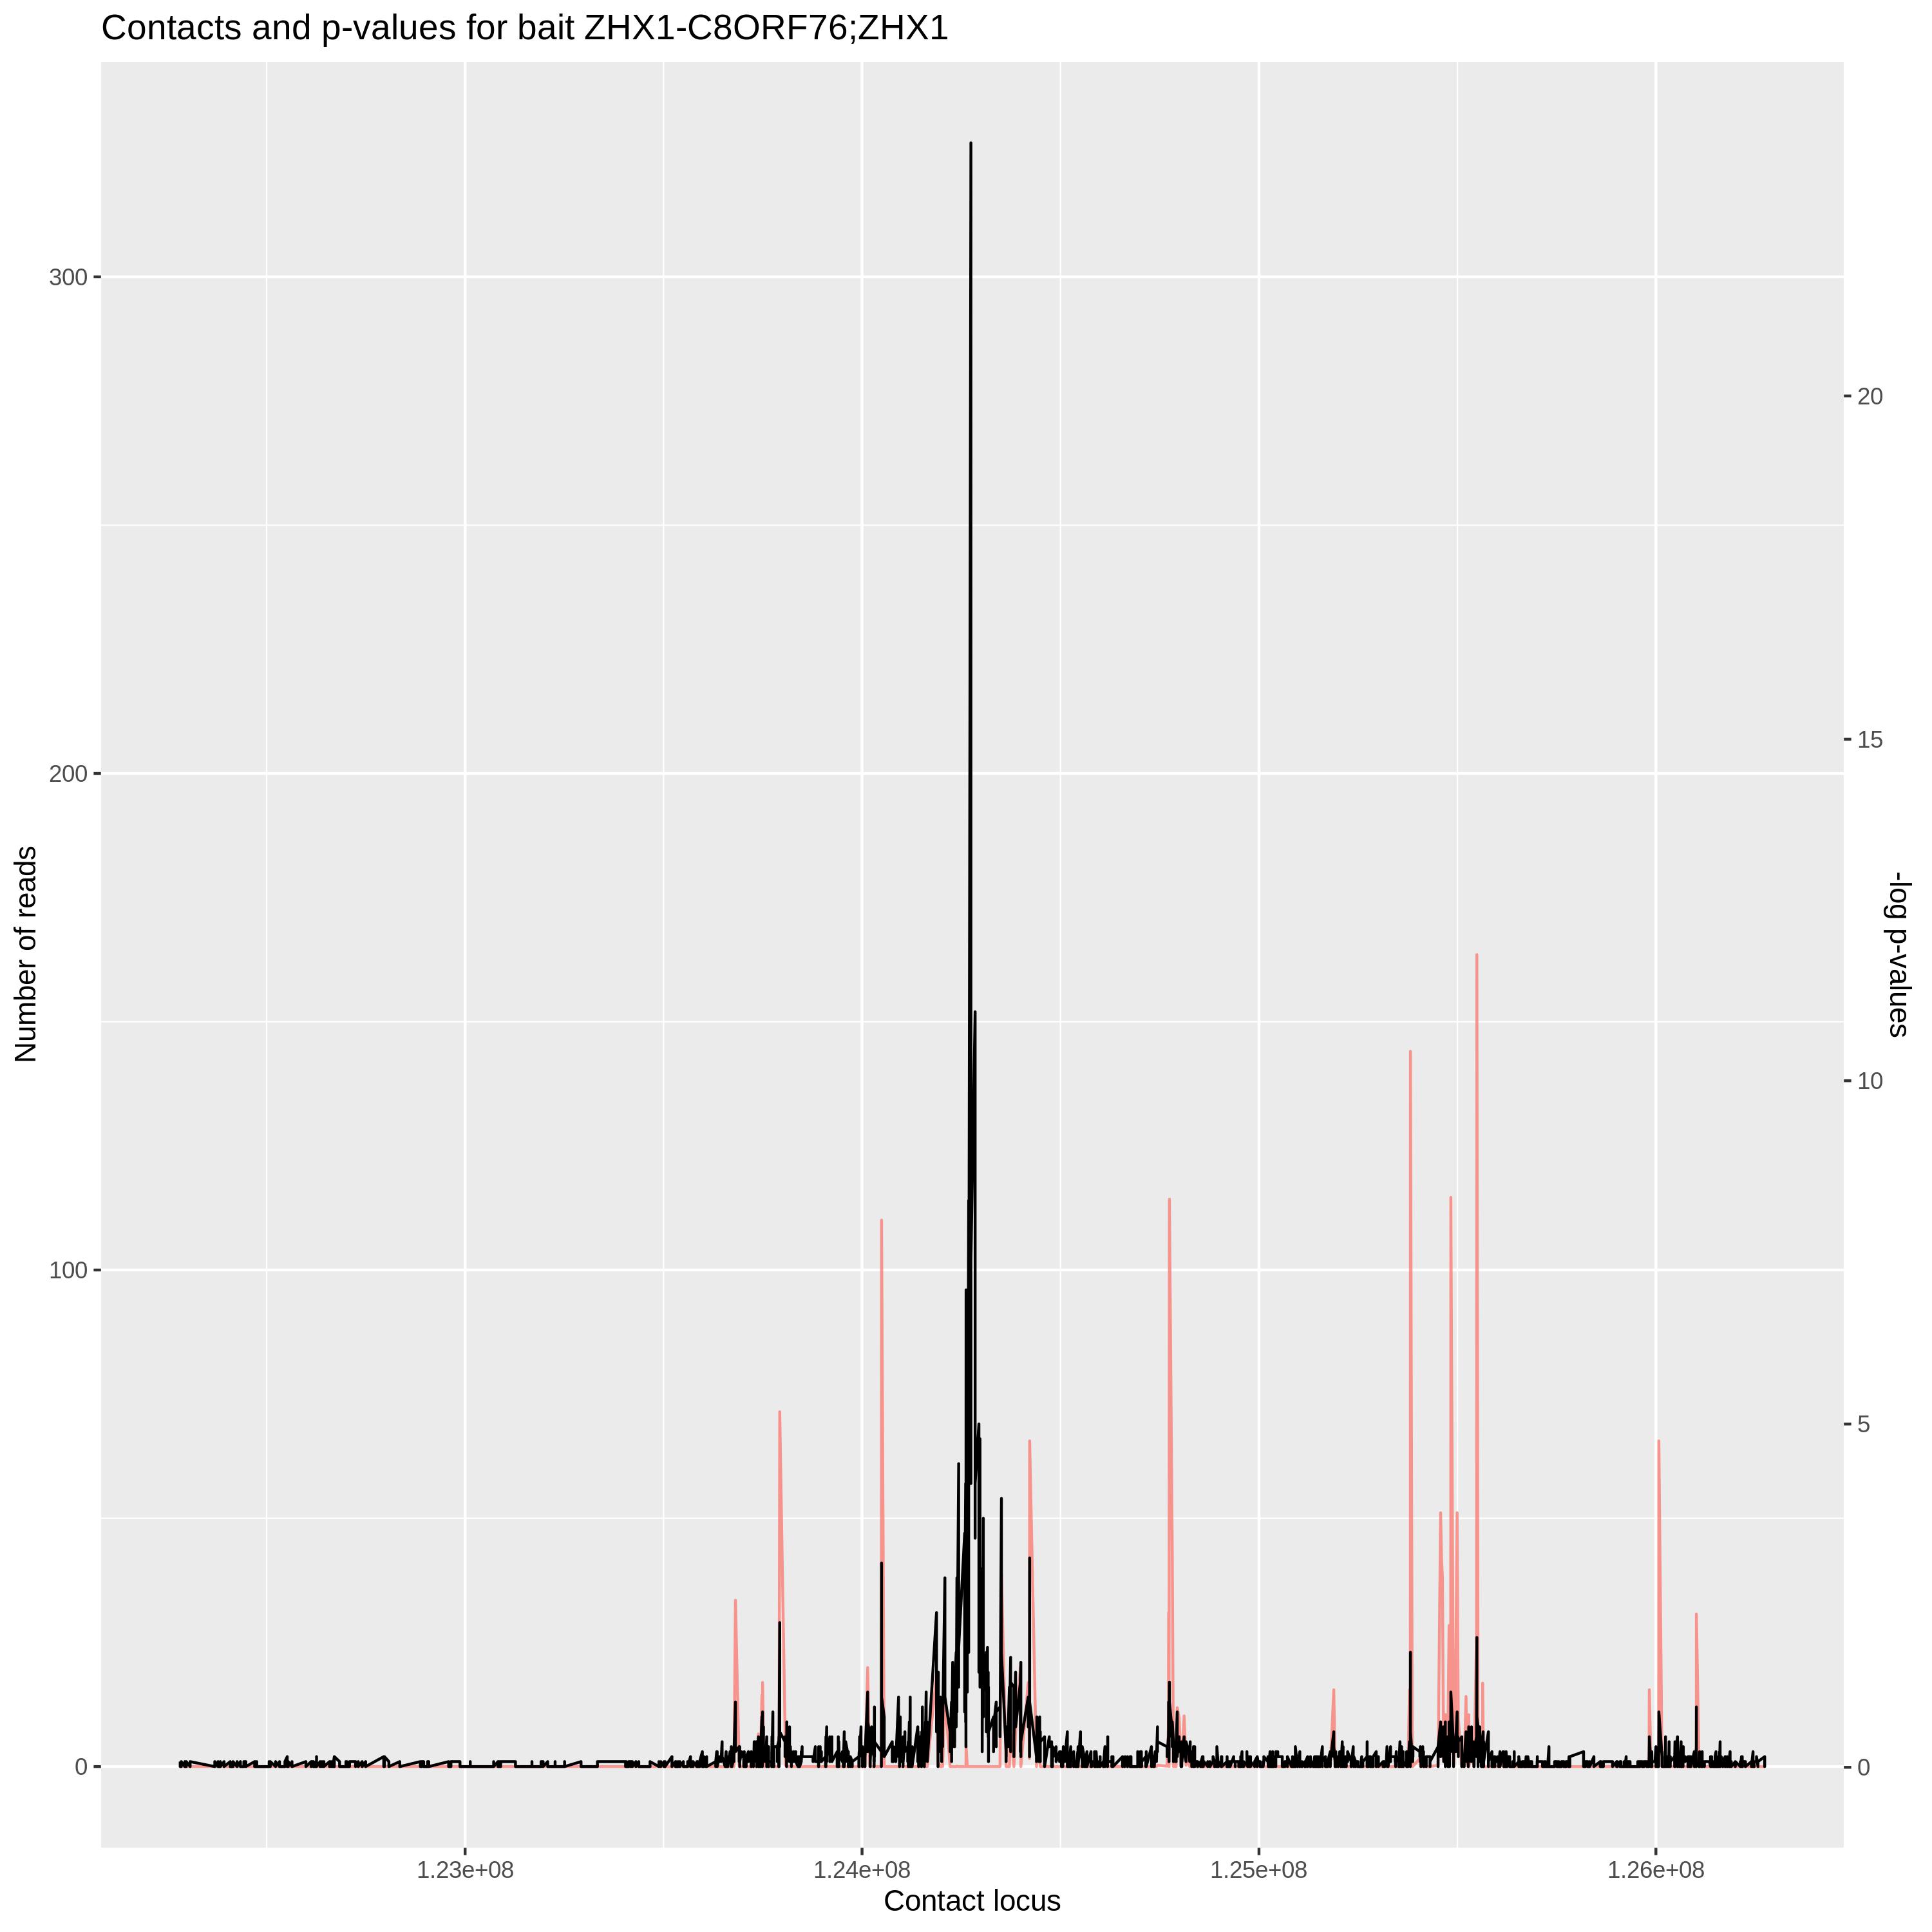 Contacts and p-values for bait ZHX1-C8ORF76;ZHX1
300
200
100
0
Number of reads
20
15
10
5
0
-log p-values
1.23e+08
1.24e+08
1.25e+08
1.26e+08
Contact locus